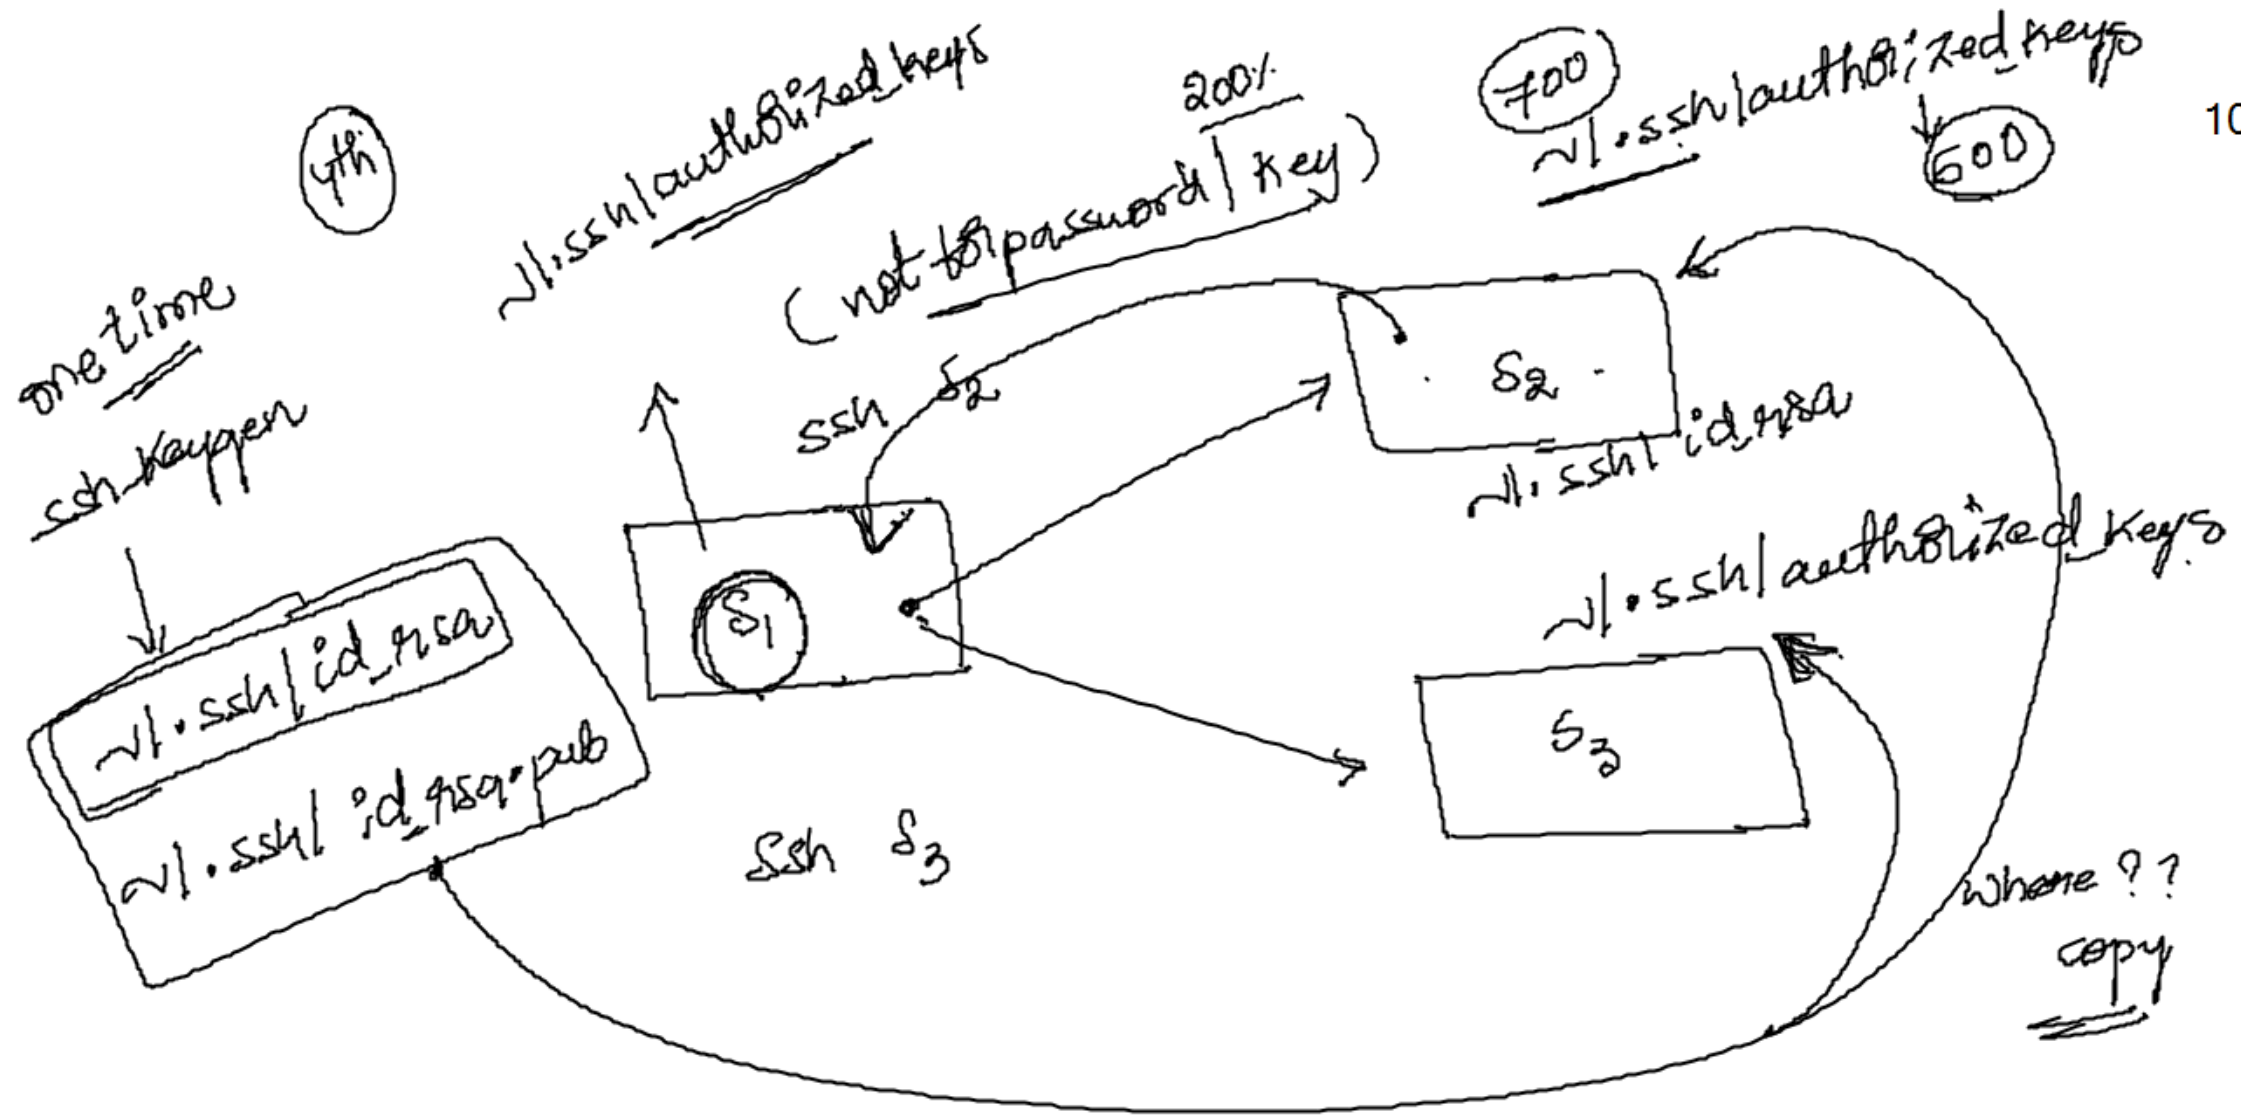 4th
~/.ssh/authorized_keys
200%
(not for password/key)
700
~/.ssh/authorized_keys
600
10
one time
ssh-keygen
~/.ssh/id_rsa
~/.ssh/id_rsa.pub
ssh S2
S1
S2
~/.ssh/id_rsa
~/.ssh/authorized_keys
S3
ssh S3
where ??
copy